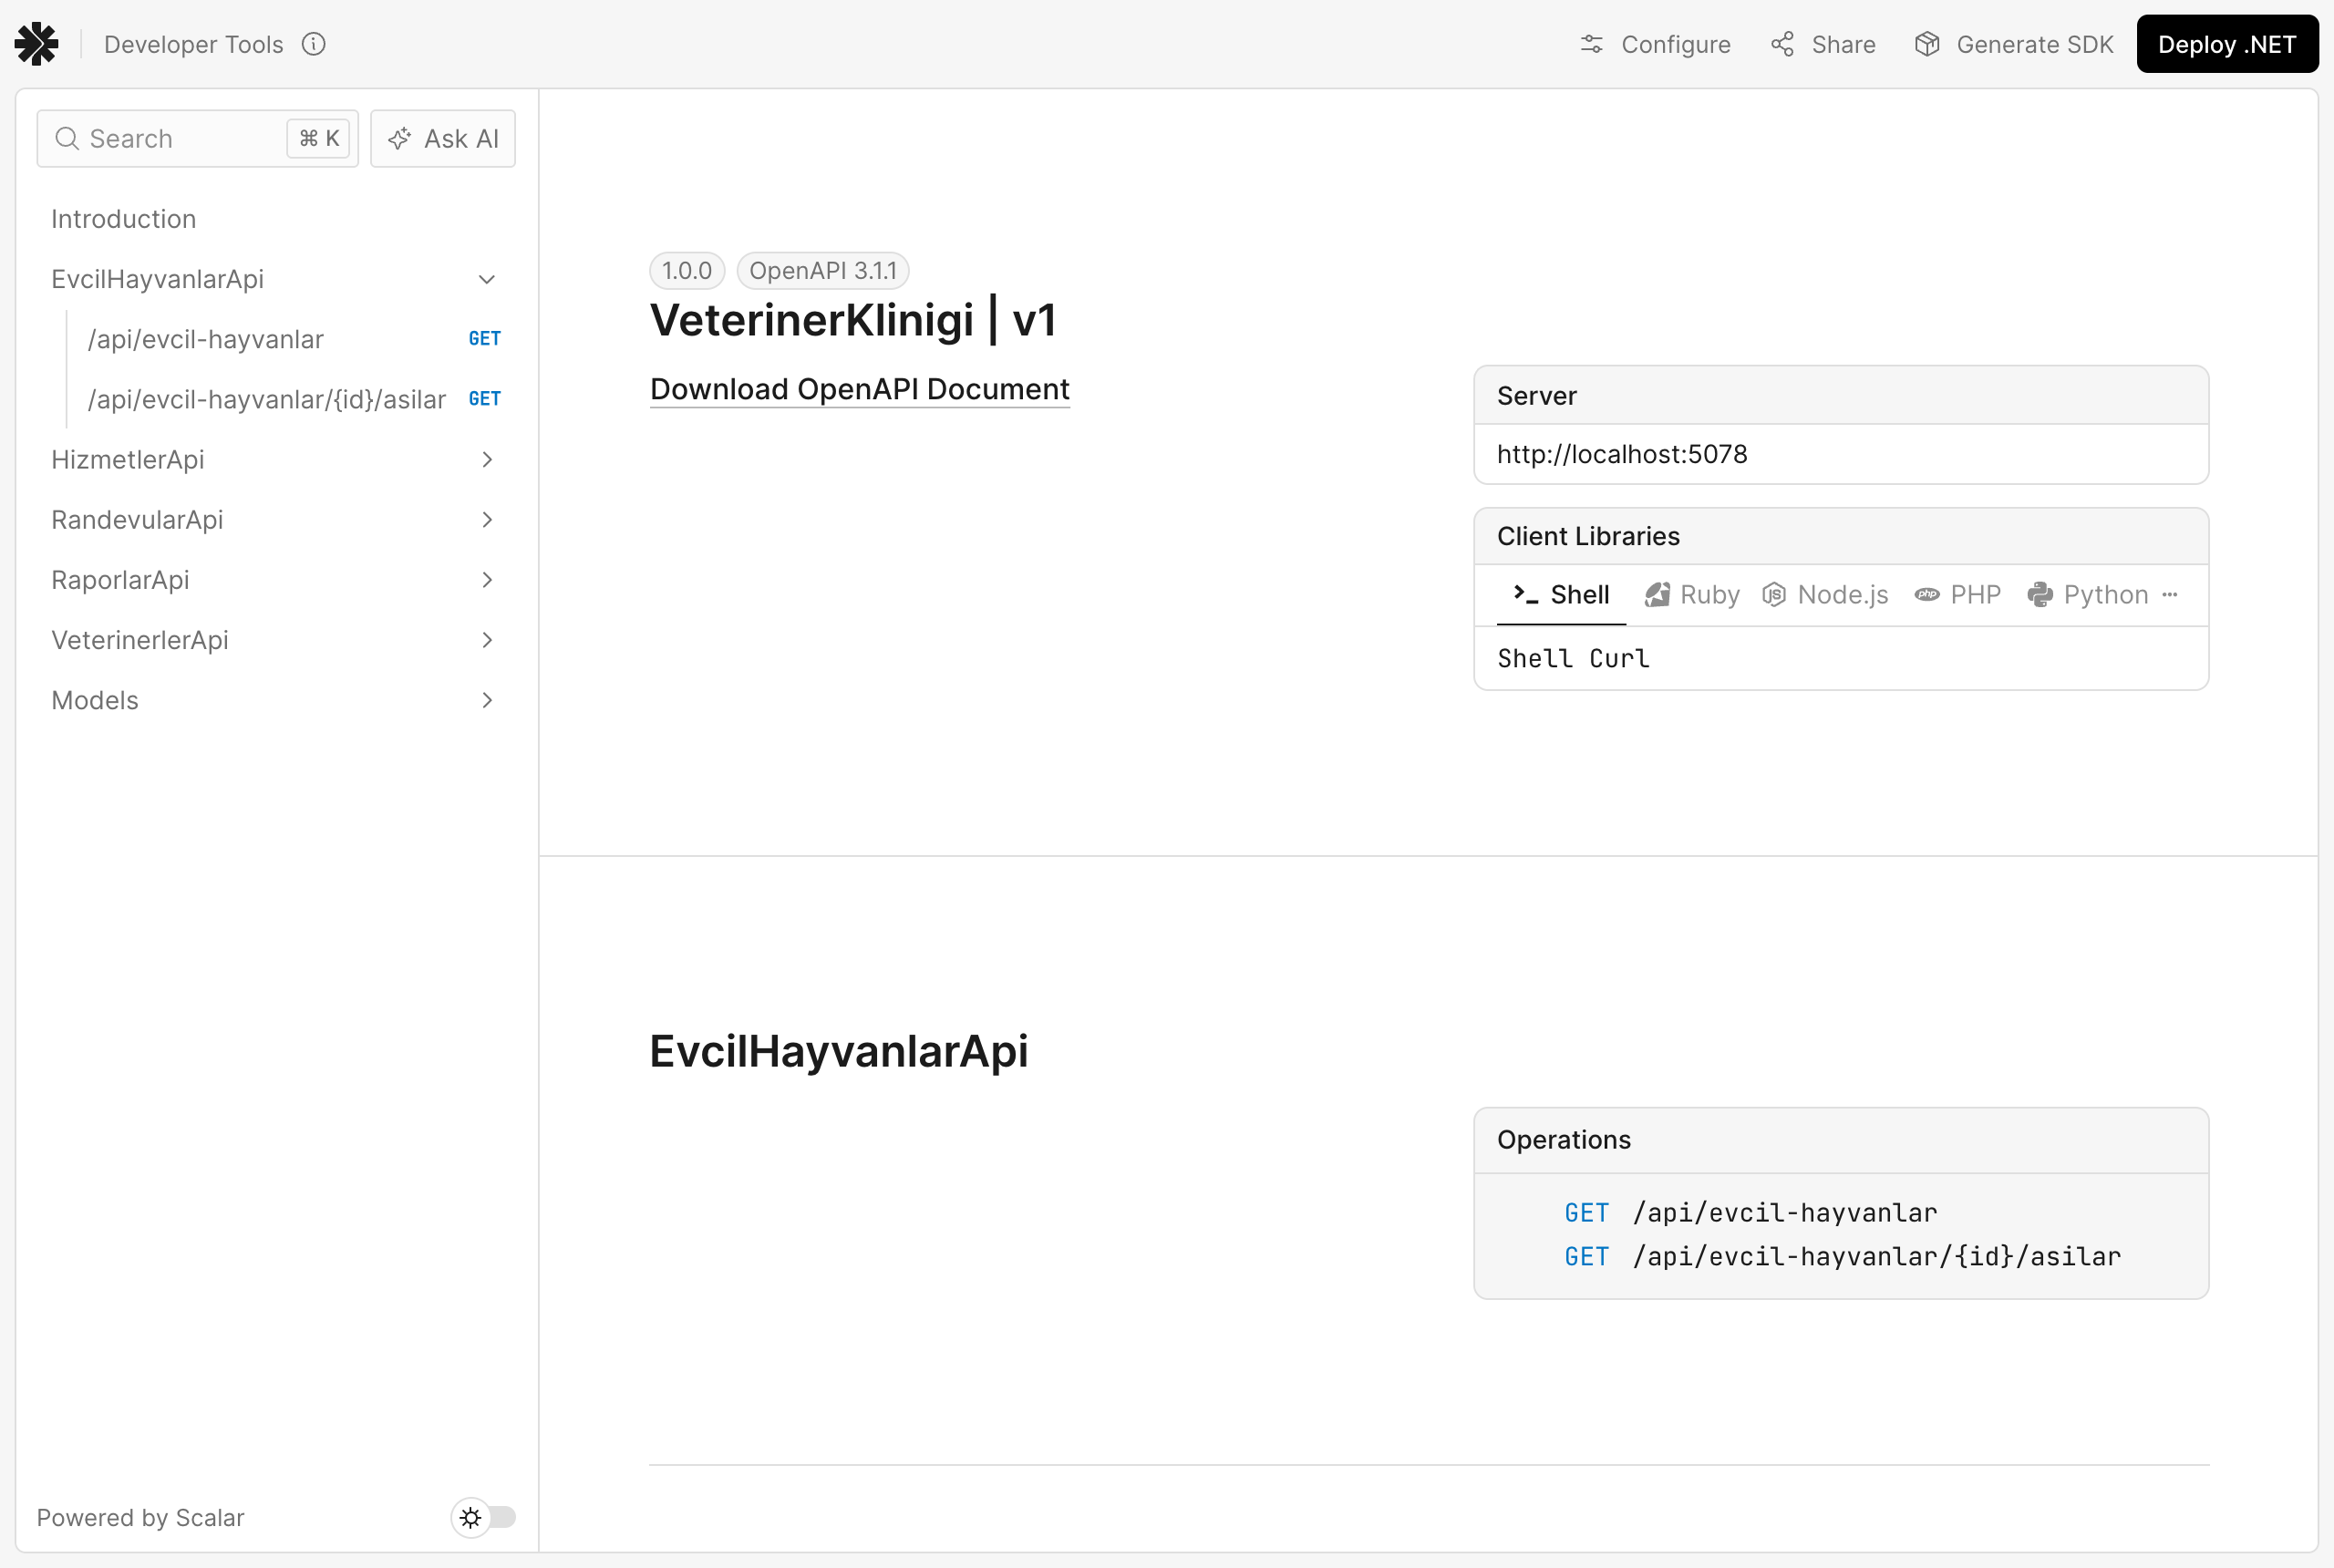 Developer Tools
Configure
Share
Generate SDK
Deploy .NET
Search
⌘ K
Ask AI
Introduction
EvcilHayvanlarApi
/api/evcil-hayvanlar GET
/api/evcil-hayvanlar/{id}/asilar GET
HizmetlerApi
RandevularApi
RaporlarApi
VeterinerlerApi
Models
Powered by Scalar
1.0.0 OpenAPI 3.1.1
VeterinerKlinigi | v1
Download OpenAPI Document
Server
http://localhost:5078
Client Libraries
Shell Ruby Node.js PHP Python ···
Shell Curl
EvcilHayvanlarApi
Operations
GET /api/evcil-hayvanlar
GET /api/evcil-hayvanlar/{id}/asilar